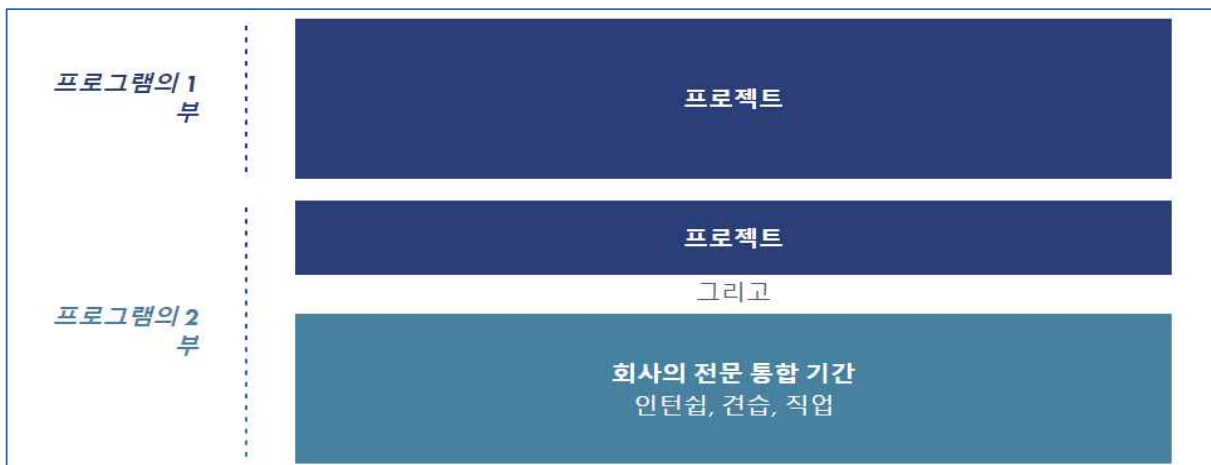 프로그램의 1
부
프로젝트
프로젝트
그리고
프로그램의 2
부
회사의 전문 통합 기간
인턴쉽, 견습, 직업